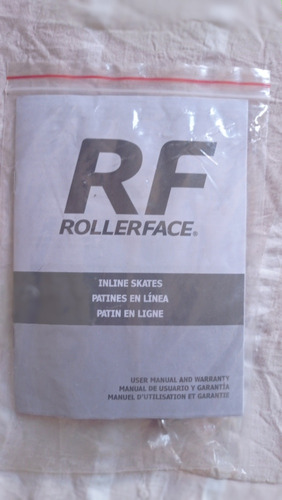 RF
ROLLERFACE®
INLINE SKATES
PATINES EN LÍNEA
PATIN EN LIGNE
USER MANUAL AND WARRANTY
MANUAL DE USUARIO Y GARANTÍA
MANUEL D'UTILISATION ET GARANTIE